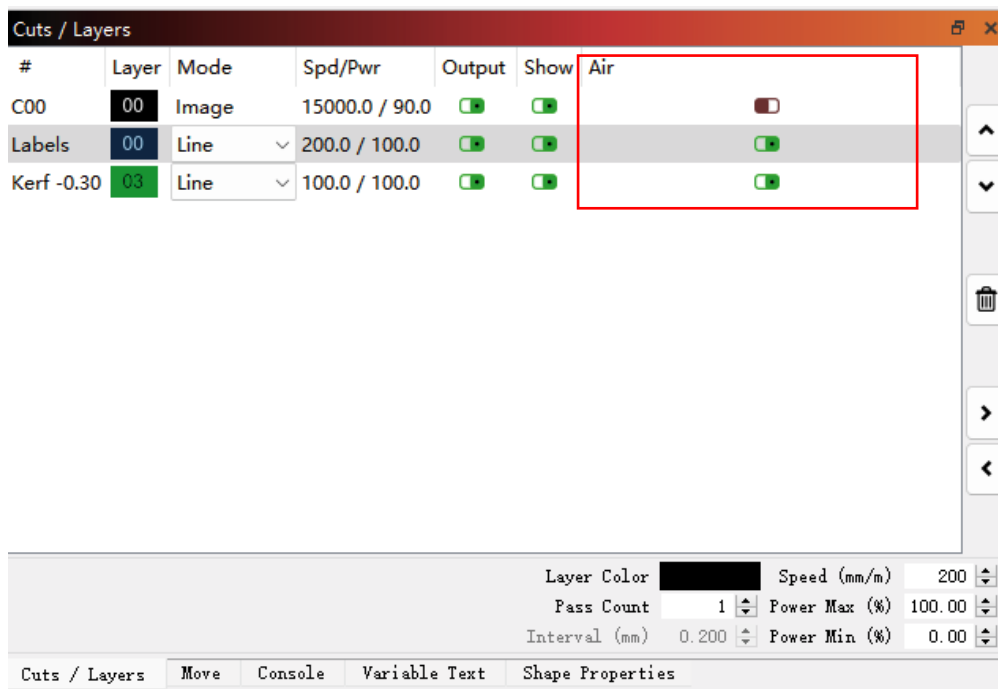 Cuts / Layers
# Layer Mode Spd/Pwr Output Show Air
C00 00 Image 15000.0 / 90.0
Labels 00 Line 200.0 / 100.0
Kerf -0.30 03 Line 100.0 / 100.0
Layer Color Speed (mm/m) 200
Pass Count 1 Power Max (%) 100.00
Interval (mm) 0.200 Power Min (%) 0.00
Cuts / Layers Move Console Variable Text Shape Properties